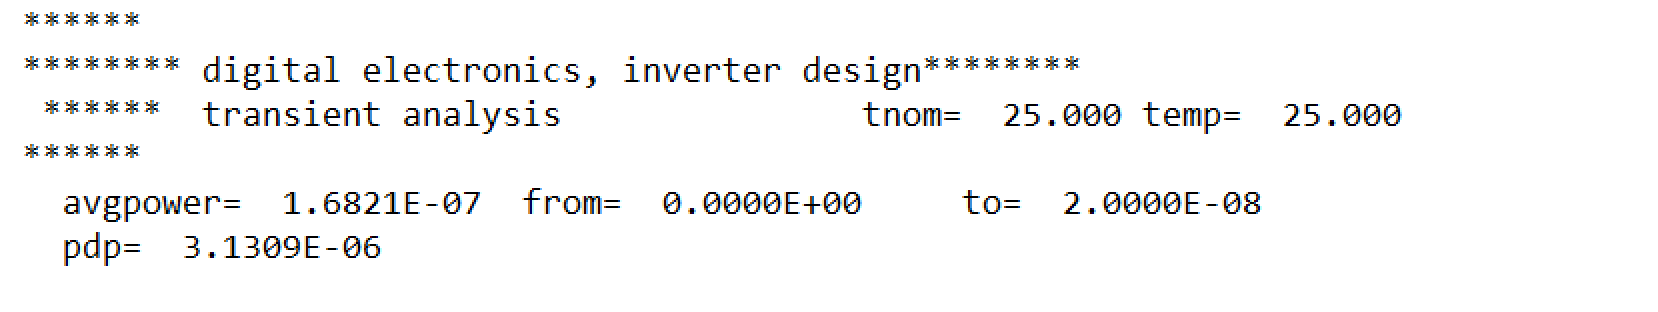 ******
******** digital electronics, inverter design********
****** transient analysis tnom= 25.000 temp= 25.000
******
avgpower= 1.6821E-07 from= 0.0000E+00 to= 2.0000E-08
pdp= 3.1309E-06